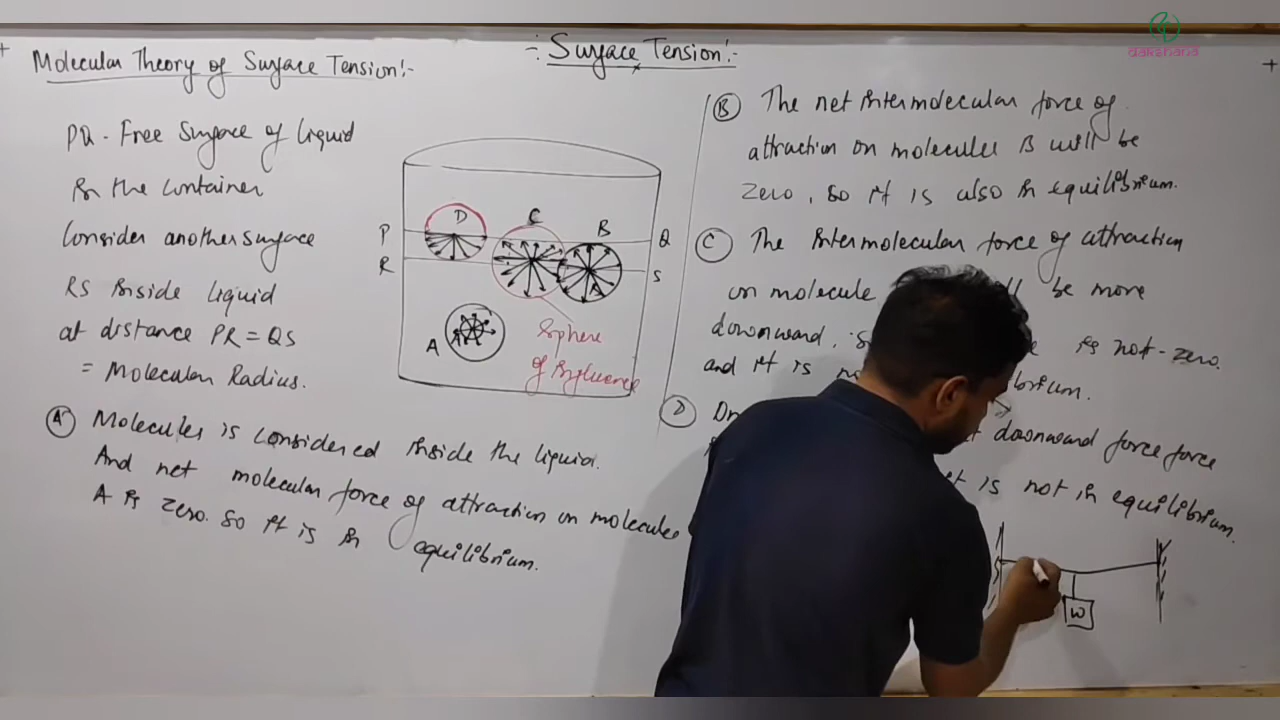 dakshana
÷ Surface Tension:-
Molecular Theory of Surface Tension:-
PQ - Free Surface of liquid
in the container
Consider another surface
RS inside liquid
at distance PR = QS
= Molecular Radius.
P
Q
R
S
D
C
B
A
Sphere
of influence
(A) Molecules is considered inside the liquid.
And net molecular force of attraction on molecules
A is zero. so it is in equilibrium.
(B) The net intermolecular force of
attraction on molecules B will be
zero, so it is also in equilibrium.
(C) The intermolecular force of attraction
on molecule be more
downward, is not-zero.
and it is
(D) downward force force
is not in equilibrium.
W